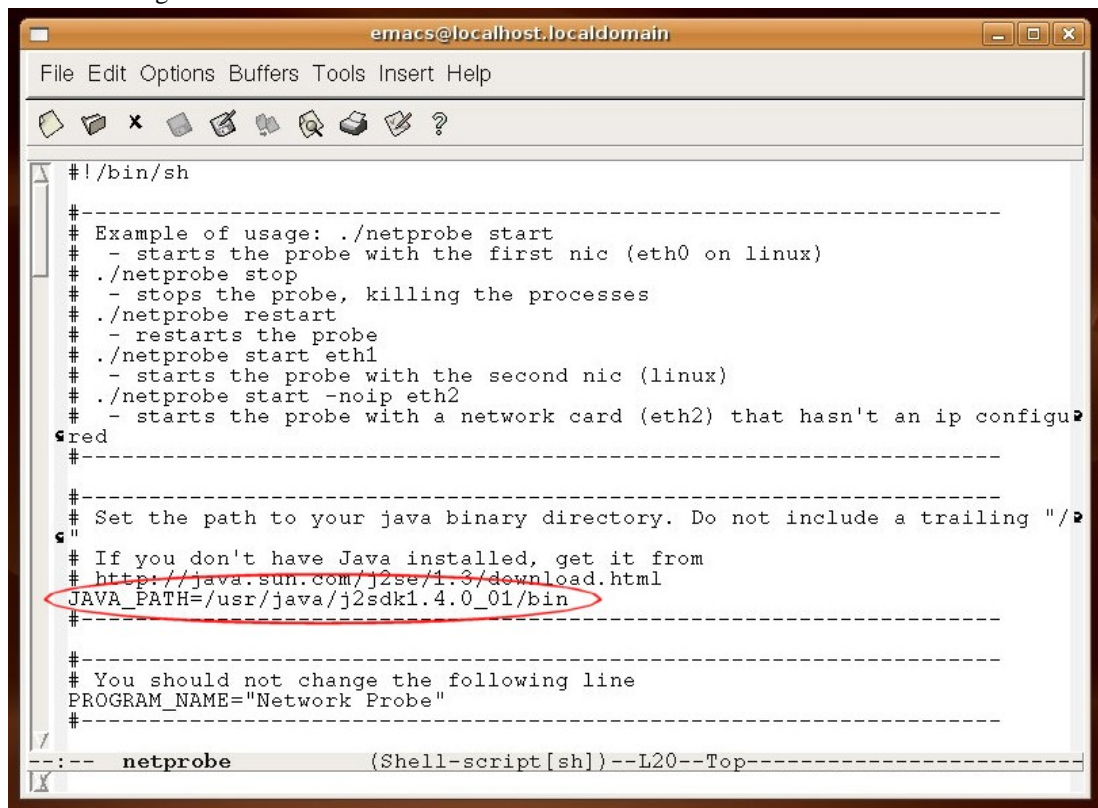 emacs@localhost.localdomain
File Edit Options Buffers Tools Insert Help
#!/bin/sh
#--------------------------------------------------------------------
# Example of usage: ./netprobe start
#  - starts the probe with the first nic (eth0 on linux)
# ./netprobe stop
#  - stops the probe, killing the processes
# ./netprobe restart
#  - restarts the probe
# ./netprobe start eth1
#  - starts the probe with the second nic (linux)
# ./netprobe start -noip eth2
#  - starts the probe with a network card (eth2) that hasn't an ip configu
red
#--------------------------------------------------------------------
#--------------------------------------------------------------------
# Set the path to your java binary directory. Do not include a trailing "/
"
# If you don't have Java installed, get it from
# http://java.sun.com/j2se/1.3/download.html
JAVA_PATH=/usr/java/j2sdk1.4.0_01/bin
#--------------------------------------------------------------------
#--------------------------------------------------------------------
# You should not change the following line
PROGRAM_NAME="Network Probe"
#--------------------------------------------------------------------
--:--  netprobe          (Shell-script[sh])--L20--Top-------------------------